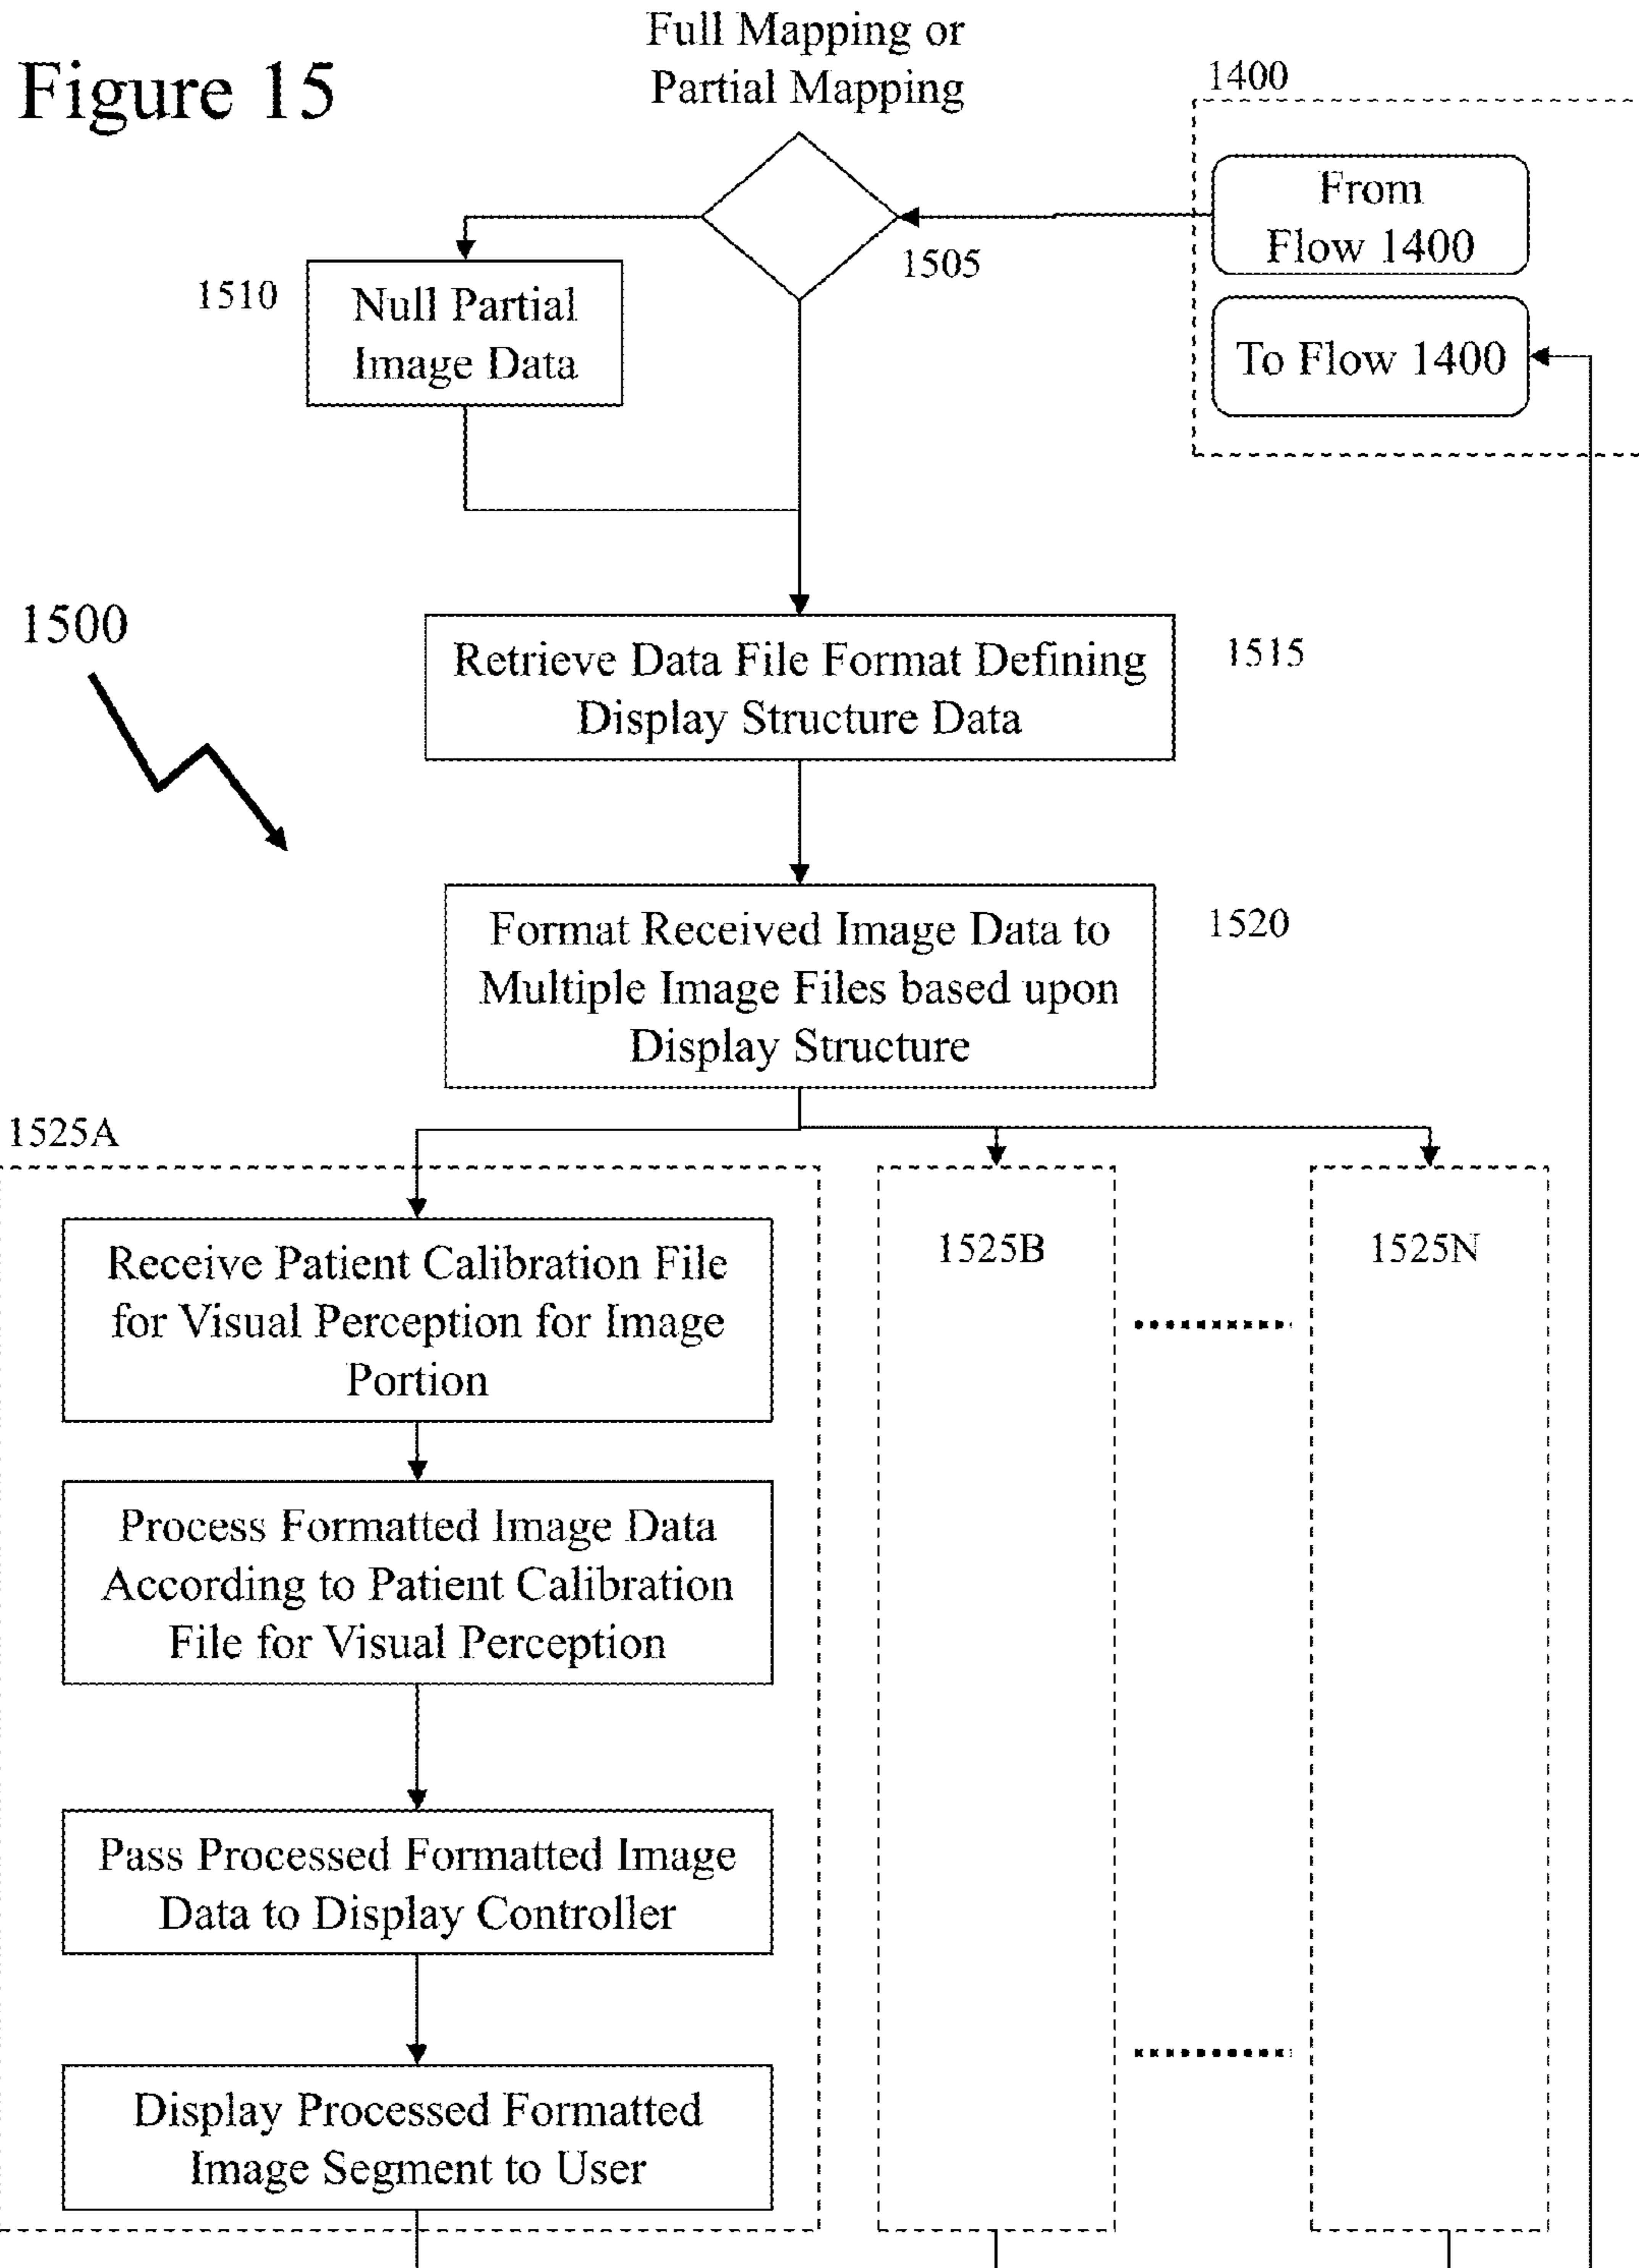 Figure 15
Full Mapping or
Partial Mapping
1400
From
Flow 1400
To Flow 1400
1505
1510
Null Partial
Image Data
1500
Retrieve Data File Format Defining
Display Structure Data
1515
Format Received Image Data to
Multiple Image Files based upon
Display Structure
1520
1525A
Receive Patient Calibration File
for Visual Perception for Image
Portion
Process Formatted Image Data
According to Patient Calibration
File for Visual Perception
Pass Processed Formatted Image
Data to Display Controller
Display Processed Formatted
Image Segment to User
1525B
1525N